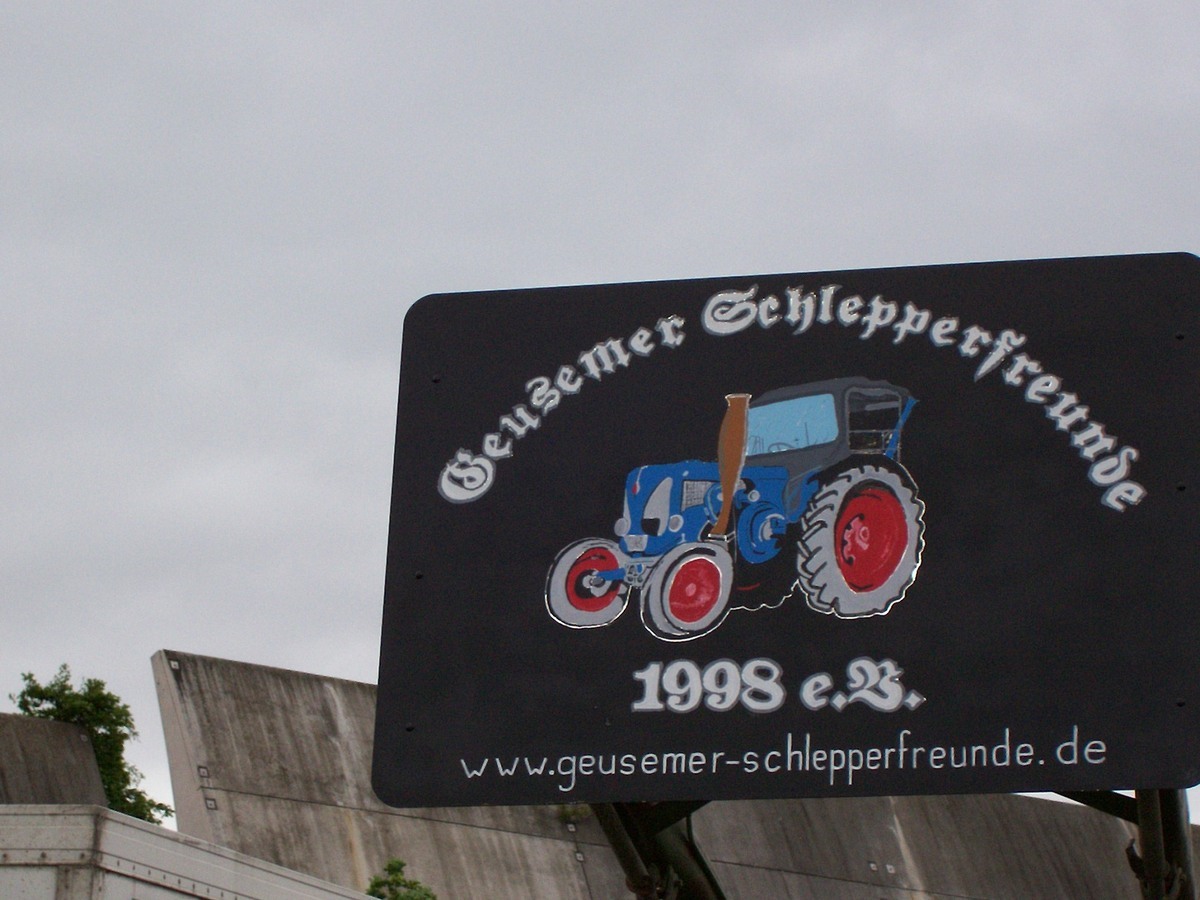 Geusemer Schlepperfreunde
1998 e.V.
www.geusemer-schlepperfreunde.de